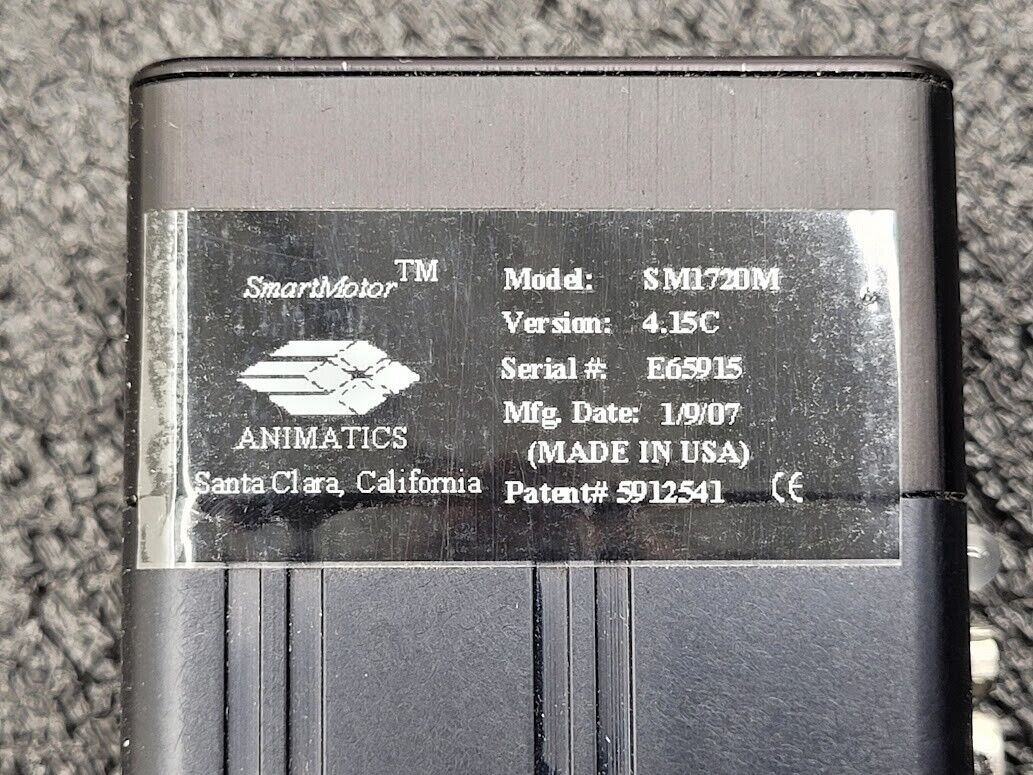 SmartMotor™
ANIMATICS
Santa Clara, California
Model: SM1720M
Version: 4.15C
Serial #: E65915
Mfg. Date: 1/9/07
(MADE IN USA)
Patent# 5912541 CE